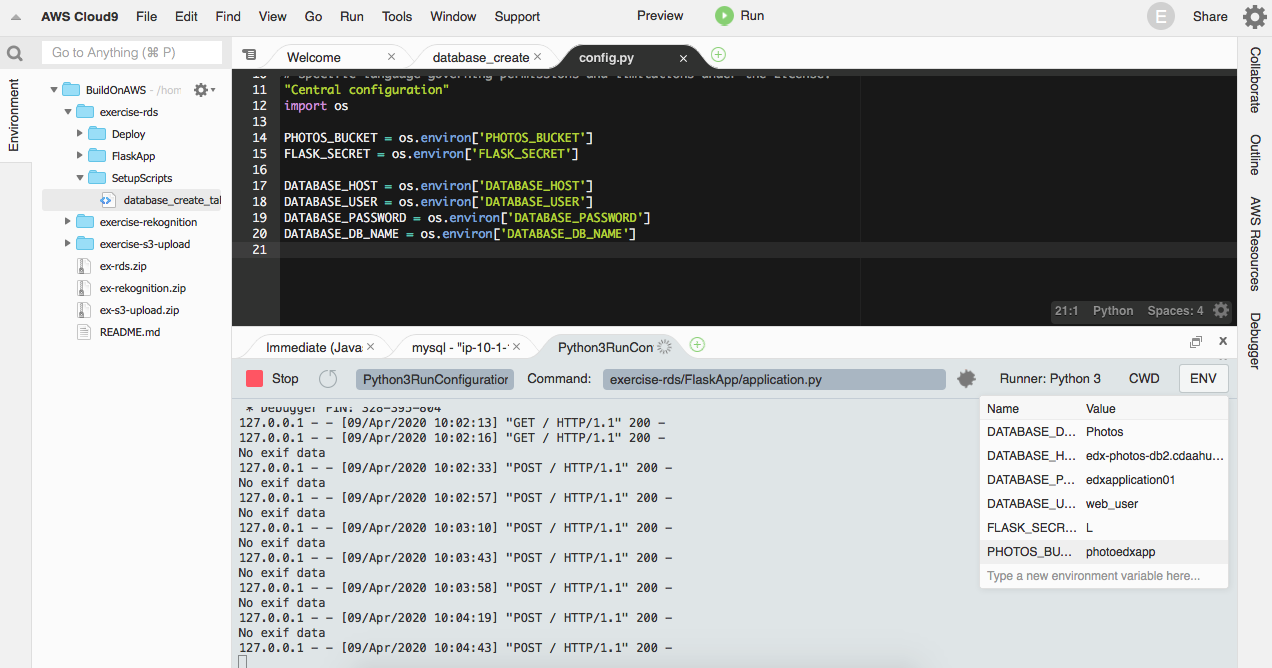 AWS Cloud9 File Edit Find View Go Run Tools Window Support Preview Run E Share
Go to Anything (⌘ P)
Environment
BuildOnAWS - /hom
exercise-rds
Deploy
FlaskApp
SetupScripts
database_create_tal
exercise-rekognition
exercise-s3-upload
ex-rds.zip
ex-rekognition.zip
ex-s3-upload.zip
README.md
Welcome × database_create × config.py ×
10 # Specific language governing permissions and limitations under the License.
11 "Central configuration"
12 import os
13
14 PHOTOS_BUCKET = os.environ['PHOTOS_BUCKET']
15 FLASK_SECRET = os.environ['FLASK_SECRET']
16
17 DATABASE_HOST = os.environ['DATABASE_HOST']
18 DATABASE_USER = os.environ['DATABASE_USER']
19 DATABASE_PASSWORD = os.environ['DATABASE_PASSWORD']
20 DATABASE_DB_NAME = os.environ['DATABASE_DB_NAME']
21
21:1 Python Spaces: 4
Immediate (Java: × mysql - "ip-10-1-1 × Python3RunCon
Stop Python3RunConfiguration Command: exercise-rds/FlaskApp/application.py Runner: Python 3 CWD ENV
* Debugger PIN: 328-395-804
127.0.0.1 - - [09/Apr/2020 10:02:13] "GET / HTTP/1.1" 200 -
127.0.0.1 - - [09/Apr/2020 10:02:16] "GET / HTTP/1.1" 200 -
No exif data
127.0.0.1 - - [09/Apr/2020 10:02:33] "POST / HTTP/1.1" 200 -
No exif data
127.0.0.1 - - [09/Apr/2020 10:02:57] "POST / HTTP/1.1" 200 -
No exif data
127.0.0.1 - - [09/Apr/2020 10:03:10] "POST / HTTP/1.1" 200 -
No exif data
127.0.0.1 - - [09/Apr/2020 10:03:43] "POST / HTTP/1.1" 200 -
No exif data
127.0.0.1 - - [09/Apr/2020 10:03:58] "POST / HTTP/1.1" 200 -
No exif data
127.0.0.1 - - [09/Apr/2020 10:04:19] "POST / HTTP/1.1" 200 -
No exif data
127.0.0.1 - - [09/Apr/2020 10:04:43] "POST / HTTP/1.1" 200 -
Name Value
DATABASE_D... Photos
DATABASE_H... edx-photos-db2.cdaahu...
DATABASE_P... edxapplication01
DATABASE_U... web_user
FLASK_SECR... L
PHOTOS_BU... photoedxapp
Type a new environment variable here...
Collaborate
Outline
AWS Resources
Debugger